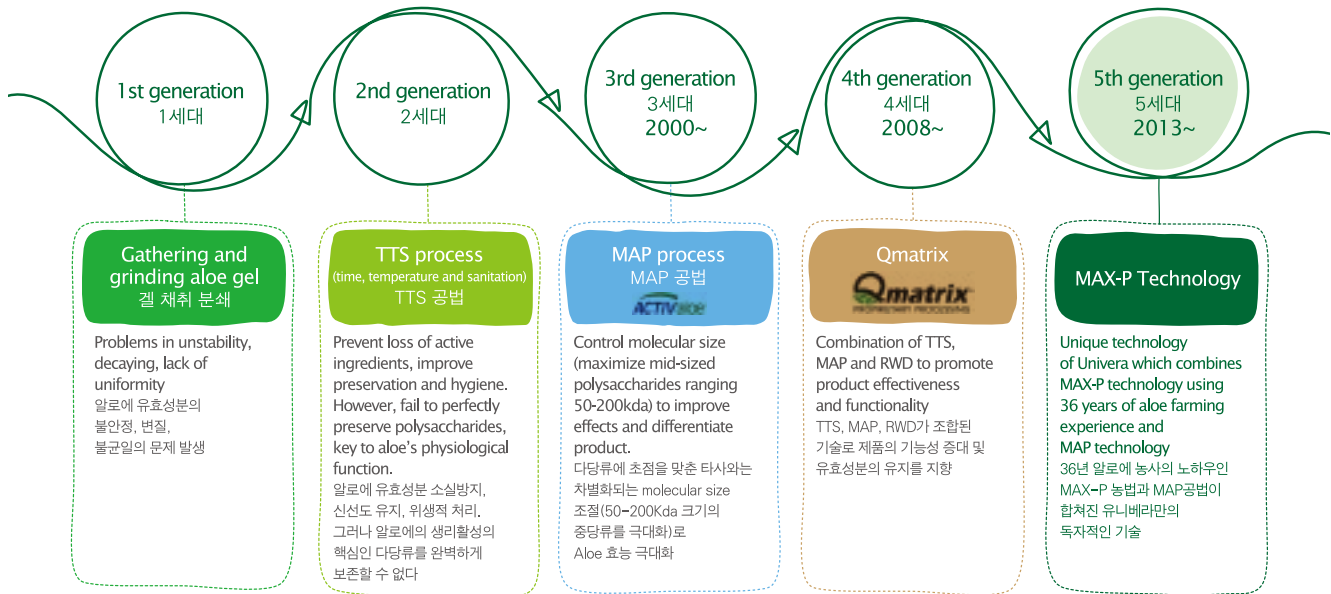 1st generation
1세대
2nd generation
2세대
3rd generation
3세대
2000~
4th generation
4세대
2008~
5th generation
5세대
2013~
Gathering and
grinding aloe gel
겔 채취 분쇄
Problems in unstability,
decaying, lack of
uniformity
알로에 유효성분의
불안정, 변질,
불균일의 문제 발생
TTS process
(time, temperature and sanitation)
TTS 공법
Prevent loss of active
ingredients, improve
preservation and hygiene.
However, fail to perfectly
preserve polysaccharides,
key to aloe's physiological
function.
알로에 유효성분 소실방지,
신선도 유지, 위생적 처리.
그러나 알로에의 생리활성의
핵심인 다당류를 완벽하게
보존할 수 없다
MAP process
MAP 공법
ACTIValoe
Control molecular size
(maximize mid-sized
polysaccharides ranging
50-200kda) to improve
effects and differentiate
product.
다당류에 초점을 맞춘 타사와는
차별화되는 molecular size
조절(50-200Kda 크기의
중당류를 극대화)로
Aloe 효능 극대화
Qmatrix
Qmatrix
PROPRIETARY PROCESSING
Combination of TTS,
MAP and RWD to promote
product effectiveness
and functionality
TTS, MAP, RWD가 조합된
기술로 제품의 기능성 증대 및
유효성분의 유지를 지향
MAX-P Technology
Unique technology
of Univera which combines
MAX-P technology using
36 years of aloe farming
experience and
MAP technology
36년 알로에 농사의 노하우인
MAX-P 농법과 MAP공법이
합쳐진 유니베라만의
독자적인 기술